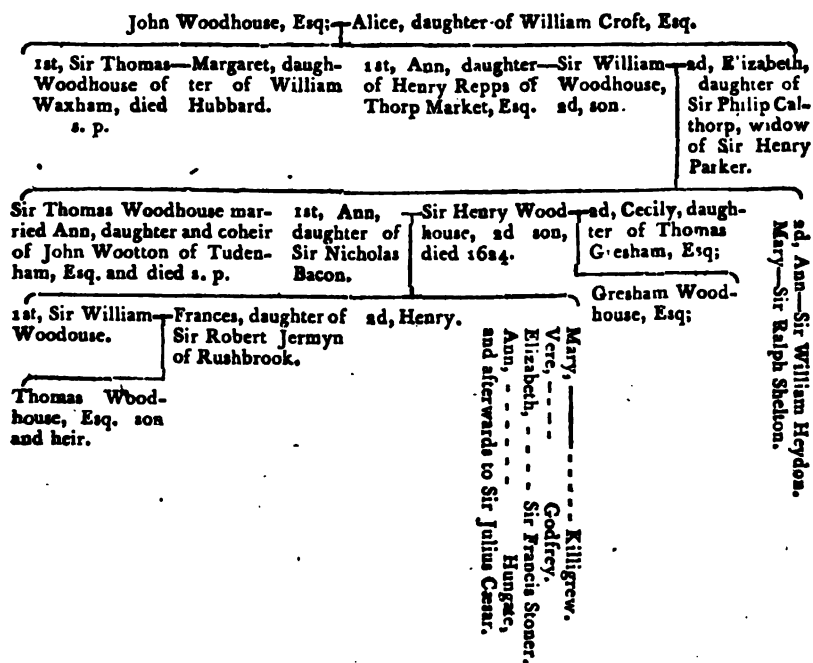 John Woodhouse, Esq; Alice, daughter of William Croft, Esq.
1st, Sir Thomas—Margaret, daugh-
Woodhouse of ter of William
Waxham, died Hubbard.
s. p.
1st, Ann, daughter—Sir William
of Henry Repps of Woodhouse,
Thorp Market, Esq. 2d, son.
2d, Elizabeth,
daughter of
Sir Philip Cal-
thorp, widow
of Sir Henry
Parker.
Sir Thomas Woodhouse mar-
ried Ann, daughter and coheir
of John Wootton of Tuden-
ham, Esq. and died s. p.
1st, Ann,
daughter of
Sir Nicholas
Bacon.
Sir Henry Wood-
house, 2d son,
died 1624.
2d, Cecily, daugh-
ter of Thomas
Gresham, Esq;
Gresham Wood-
house, Esq;
2d, Ann—Sir William Heydon.
Mary—Sir Ralph Shelton.
1st, Sir William
Woodouse.
Frances, daughter of
Sir Robert Jermyn
of Rushbrook.
2d, Henry.
Thomas Wood-
house, Esq. son
and heir.
Mary, ——— - - - - Killigrew.
Vere, - - - - Godfrey.
Elizabeth, - - - - Sir Francis Stoner.
Ann, - - - - - - Hungate,
and afterwards to Sir Julius Cæsar.